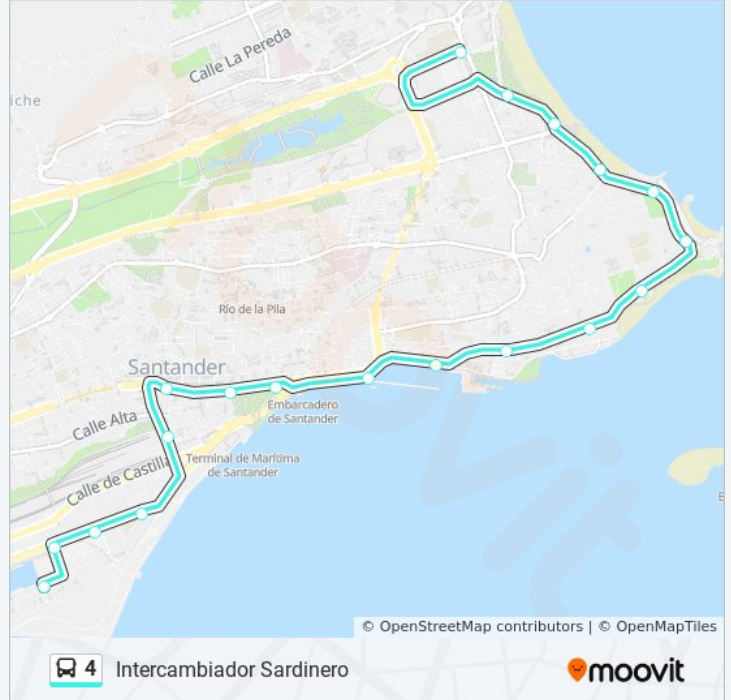 Calle La Pereda
iche
Río de la Pila
Santander
Calle Alta
Embarcadero
de Santander
Terminal de Marítima
de Santander
Calle de Castilla
E
© OpenStreetMap contributors | © OpenMapTiles
4 Intercambiador Sardinero
moovit